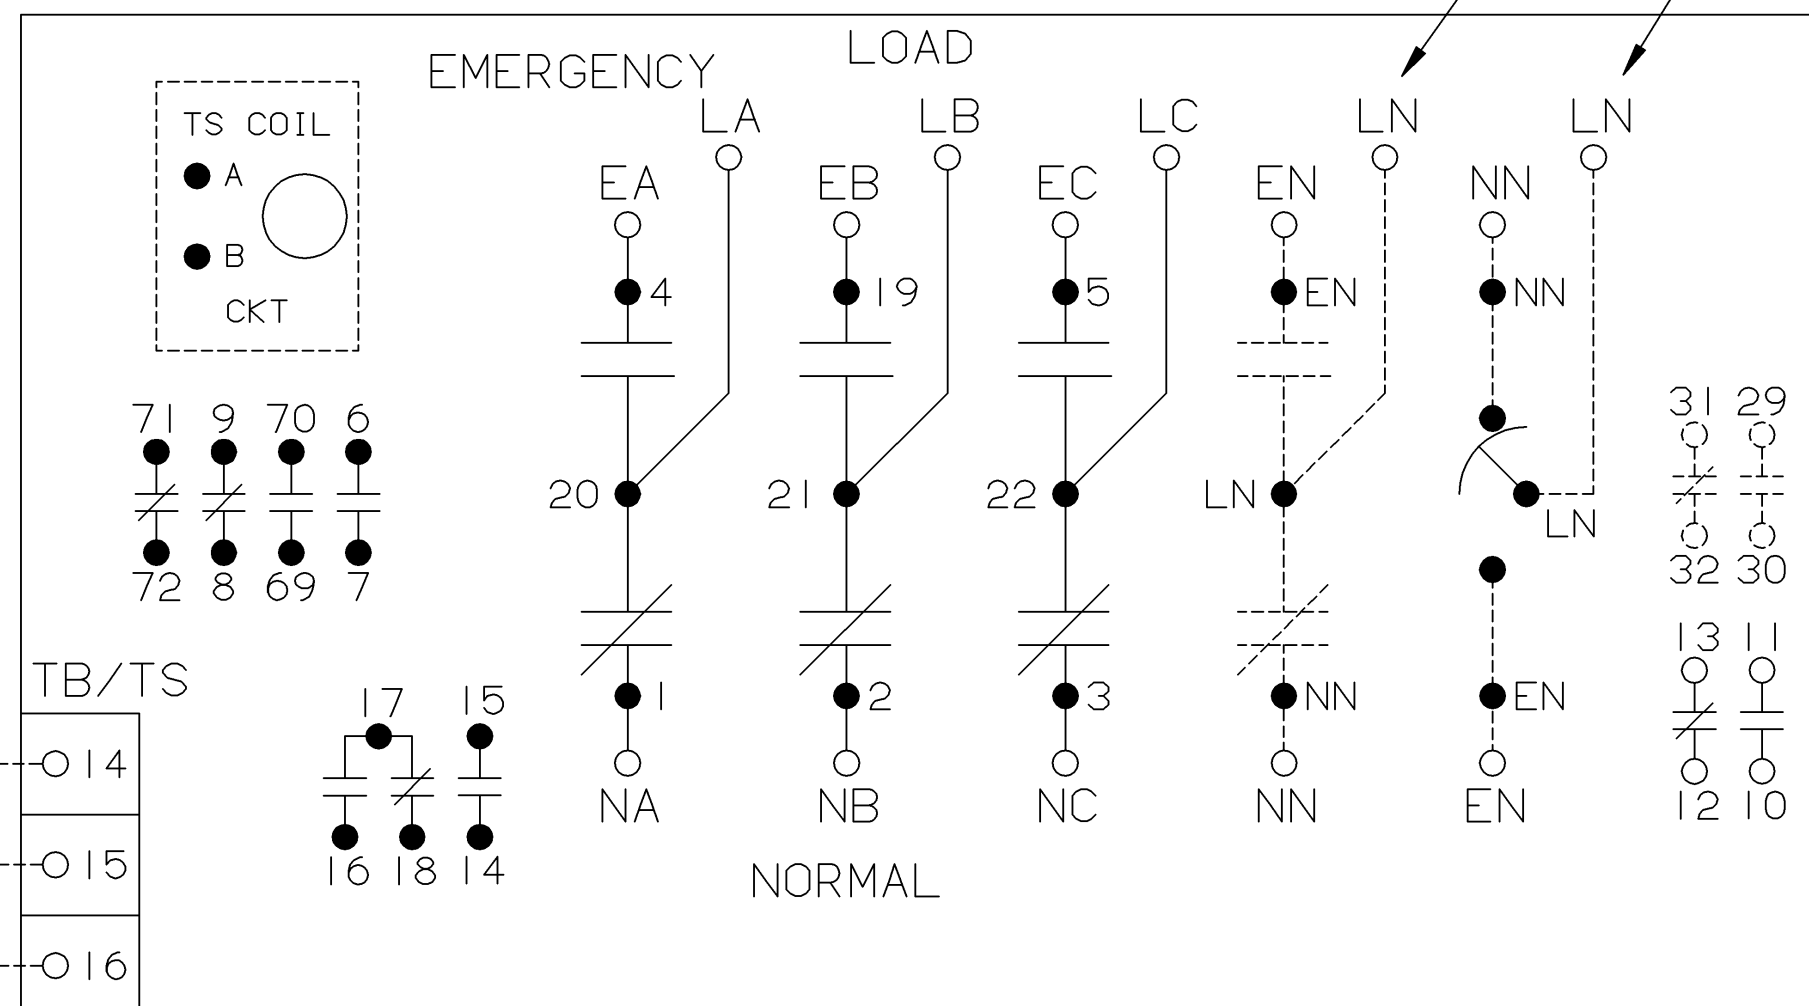 LOAD
EMERGENCY
TS COIL
A
B
CKT
LA LB LC LN LN
EA EB EC EN NN
4 19 5 EN NN
71 9 70 6
31 29
20 21 22 LN LN
72 8 69 7
32 30
13 11
TB/TS
17 15
1 2 3 NN EN
14
NA NB NC NN EN
12 10
15
16 18 14
NORMAL
16